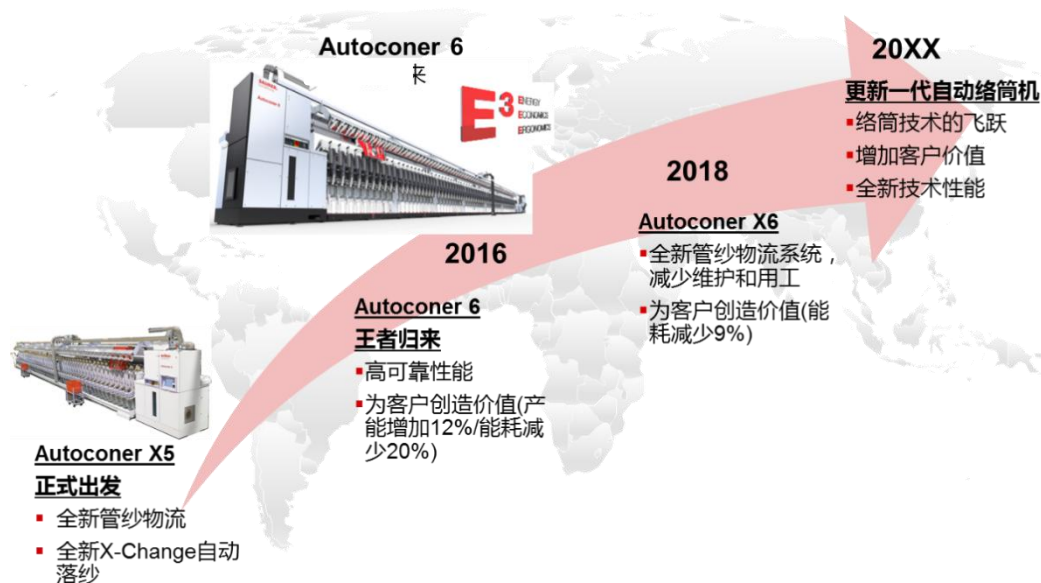 Autoconer 6
来
E³ ENERGY
ECONOMICS
ERGONOMICS
20XX
更新一代自动络筒机
▪络筒技术的飞跃
▪增加客户价值
▪全新技术性能
2018
Autoconer X6
▪全新管纱物流系统，
减少维护和用工
▪为客户创造价值(能
耗减少9%)
2016
Autoconer 6
王者归来
▪高可靠性能
▪为客户创造价值(产
能增加12%/能耗减
少20%)
Autoconer X5
正式出发
▪ 全新管纱物流
▪ 全新X-Change自动
落纱